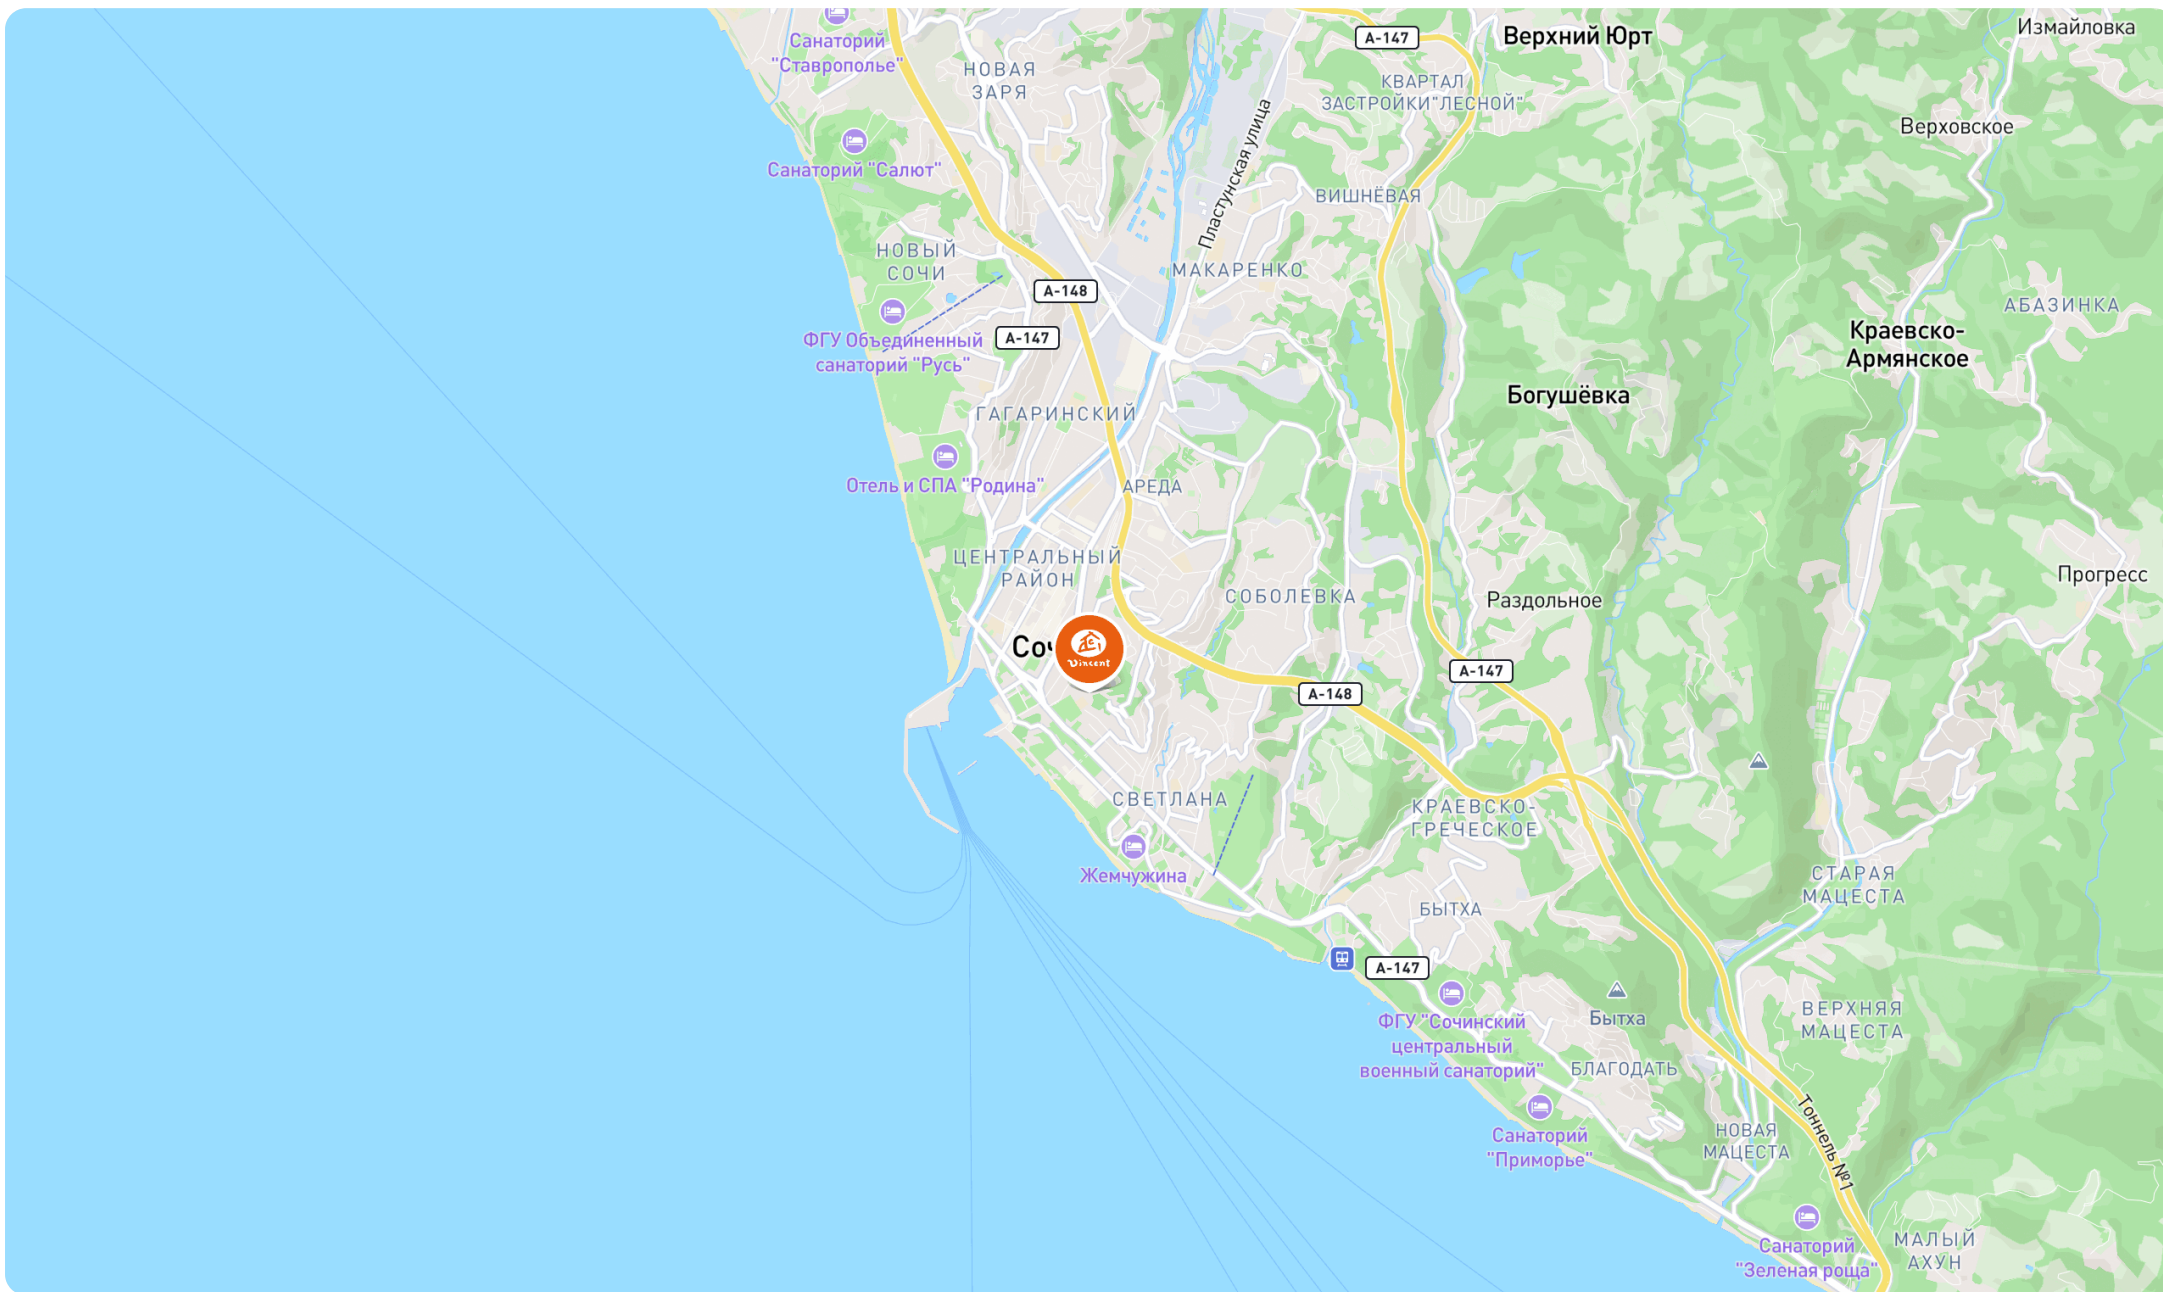 Санаторий
"Ставрополье"
НОВАЯ
ЗАРЯ
А-147
Верхний Юрт
Измайловка
КВАРТАЛ
ЗАСТРОЙКИ"ЛЕСНОЙ"
Верховское
Санаторий "Салют"
Пластунская улица
ВИШНЁВАЯ
НОВЫЙ
СОЧИ
МАКАРЕНКО
А-148
АБАЗИНКА
ФГУ Объединенный
санаторий "Русь"
А-147
Краевско-
Армянское
Богушёвка
ГАГАРИНСКИЙ
Отель и СПА "Родина"
АРЕДА
ЦЕНТРАЛЬНЫЙ
РАЙОН
СОБОЛЕВКА
Раздольное
Прогресс
Соч
Vincent
А-148
А-147
СВЕТЛАНА
КРАЕВСКО-
ГРЕЧЕСКОЕ
Жемчужина
СТАРАЯ
МАЦЕСТА
БЫТХА
А-147
ФГУ "Сочинский
центральный
военный санаторий"
Бытха
ВЕРХНЯЯ
МАЦЕСТА
БЛАГОДАТЬ
Санаторий
"Приморье"
НОВАЯ
МАЦЕСТА
Тоннель №1
Санаторий
"Зеленая роща"
МАЛЫЙ
АХУН